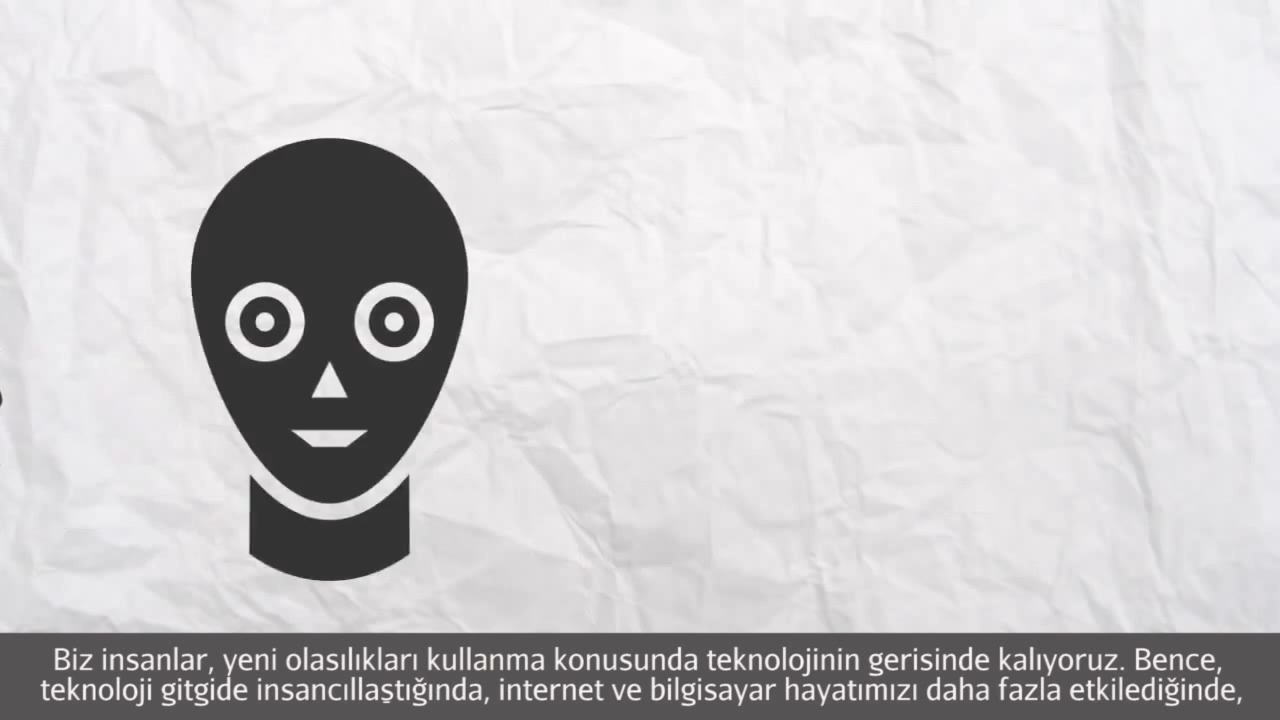 Biz insanlar, yeni olasılıkları kullanma konusunda teknolojinin gerisinde kalıyoruz. Bence,
teknoloji gitgide insancıllaştığında, internet ve bilgisayar hayatımızı daha fazla etkilediğinde,